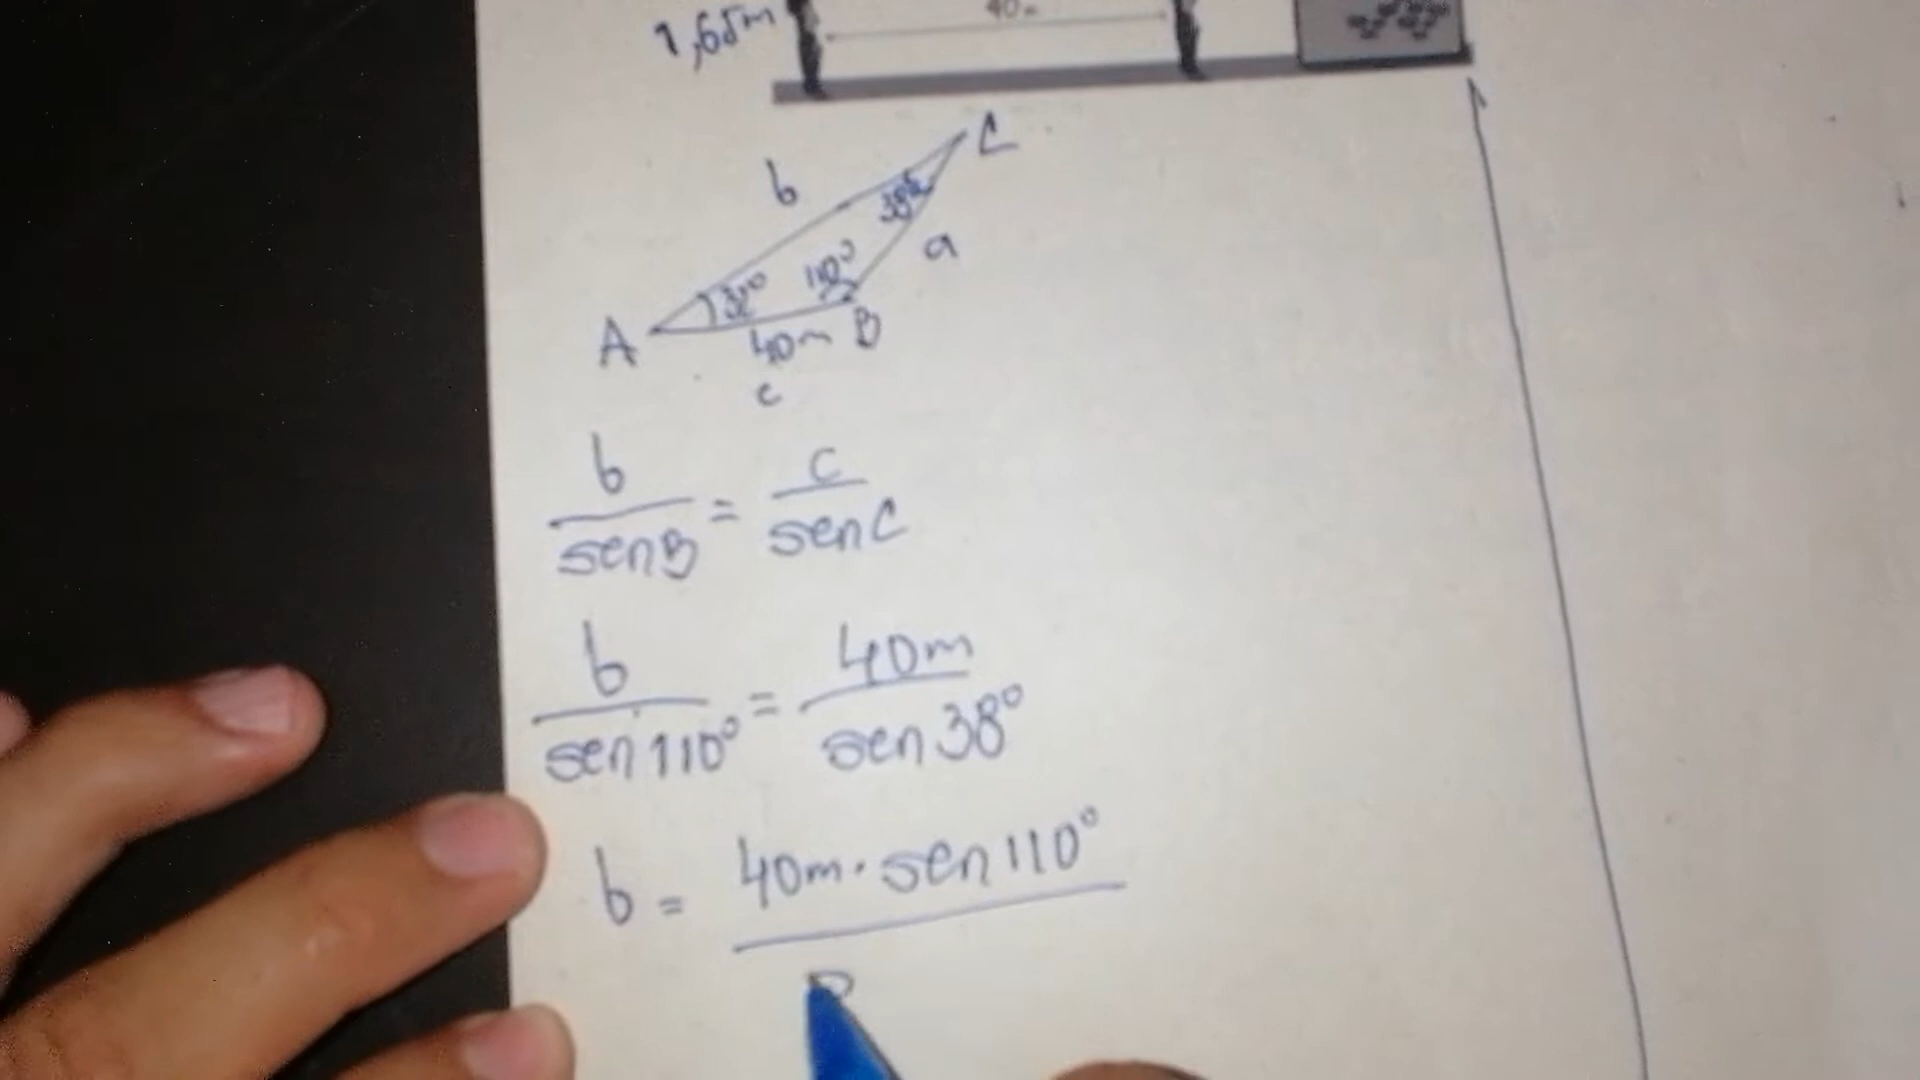 1,65m
40m
C
b
38°
a
110°
32°
A
40m B
c
b/senB = c/senC
b/sen110° = 40m/sen38°
b = 40m·sen110°